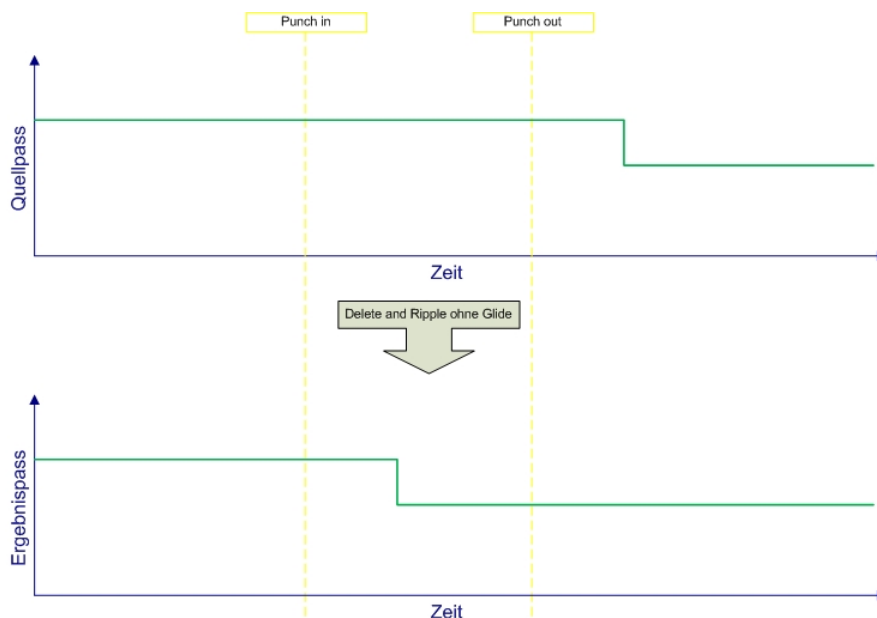 Punch in
Punch out
Quellpass
Zeit
Delete and Ripple ohne Glide
Ergebnispass
Zeit